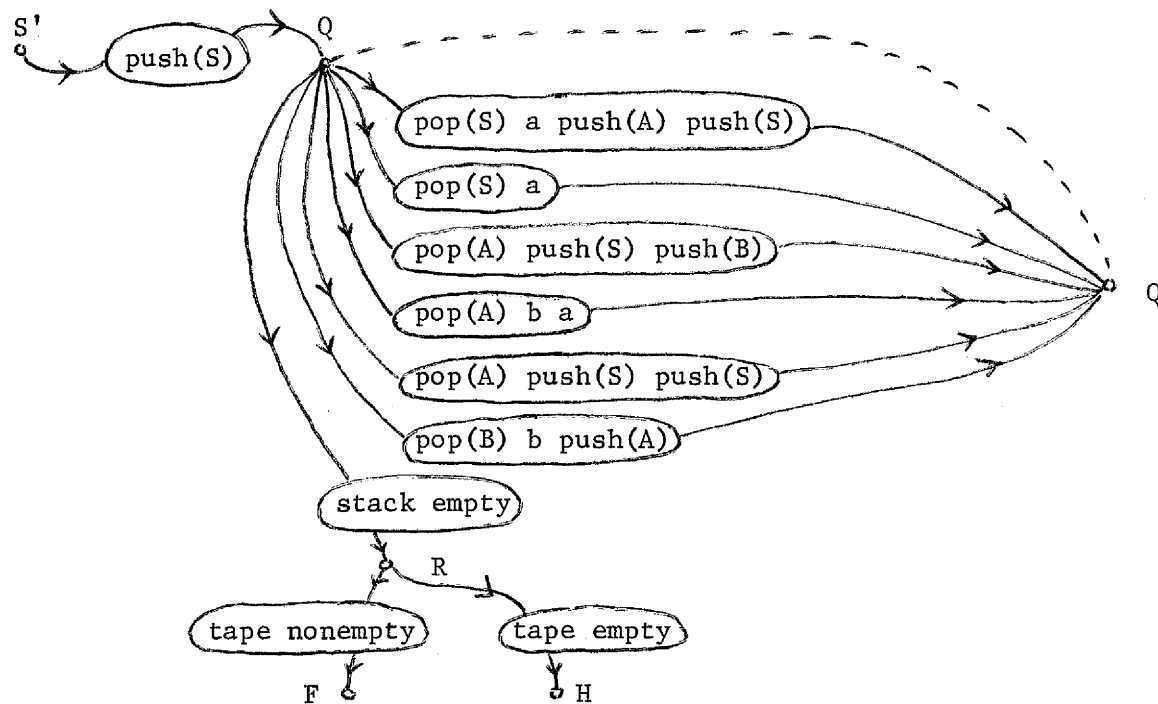 S' Q
push(S)
pop(S) a push(A) push(S)
pop(S) a
pop(A) push(S) push(B)
Q
pop(A) b a
pop(A) push(S) push(S)
pop(B) b push(A)
stack empty
R
tape nonempty tape empty
F H